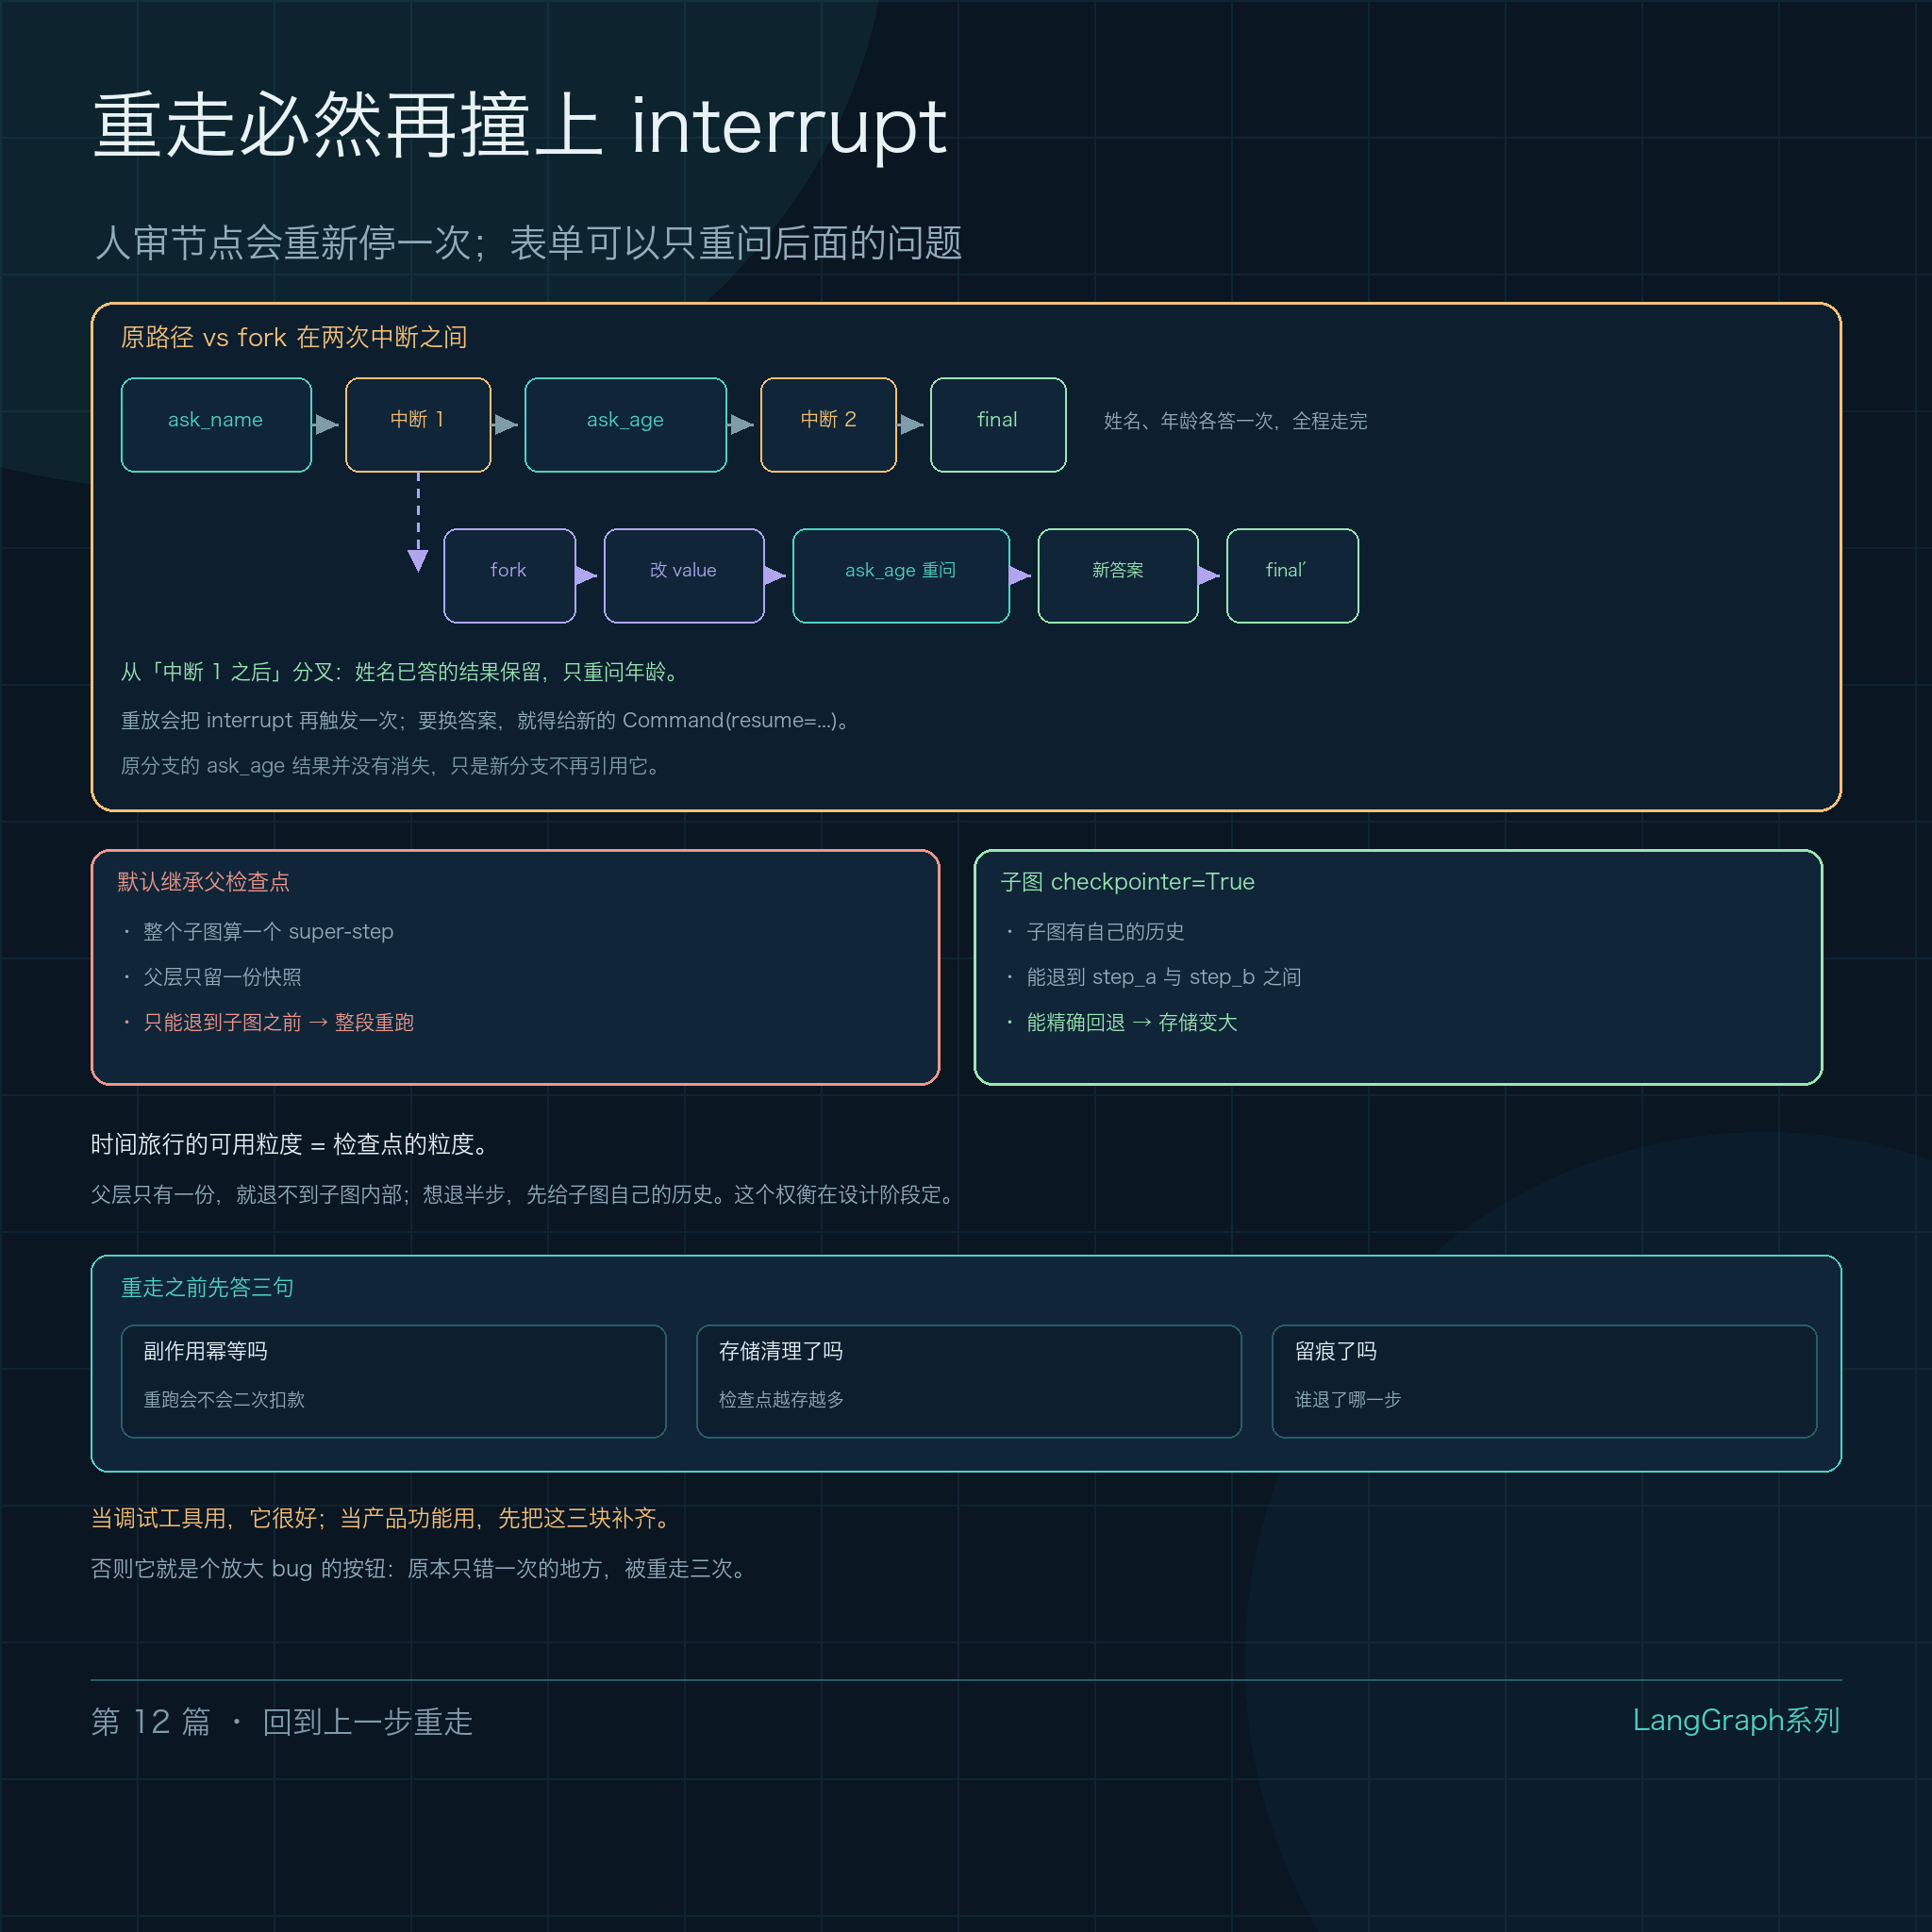 重走必然再撞上 interrupt
人审节点会重新停一次；表单可以只重问后面的问题
原路径 vs fork 在两次中断之间
ask_name
中断 1
ask_age
中断 2
final
姓名、年龄各答一次，全程走完
fork
改 value
ask_age 重问
新答案
final′
从「中断 1 之后」分叉：姓名已答的结果保留，只重问年龄。
重放会把 interrupt 再触发一次；要换答案，就得给新的 Command(resume=…)。
原分支的 ask_age 结果并没有消失，只是新分支不再引用它。
默认继承父检查点
· 整个子图算一个 super-step
· 父层只留一份快照
· 只能退到子图之前 → 整段重跑
子图 checkpointer=True
· 子图有自己的历史
· 能退到 step_a 与 step_b 之间
· 能精确回退 → 存储变大
时间旅行的可用粒度 = 检查点的粒度。
父层只有一份，就退不到子图内部；想退半步，先给子图自己的历史。这个权衡在设计阶段定。
重走之前先答三句
副作用幂等吗
重跑会不会二次扣款
存储清理了吗
检查点越存越多
留痕了吗
谁退了哪一步
当调试工具用，它很好；当产品功能用，先把这三块补齐。
否则它就是个放大 bug 的按钮：原本只错一次的地方，被重走三次。
第 12 篇 · 回到上一步重走
LangGraph系列